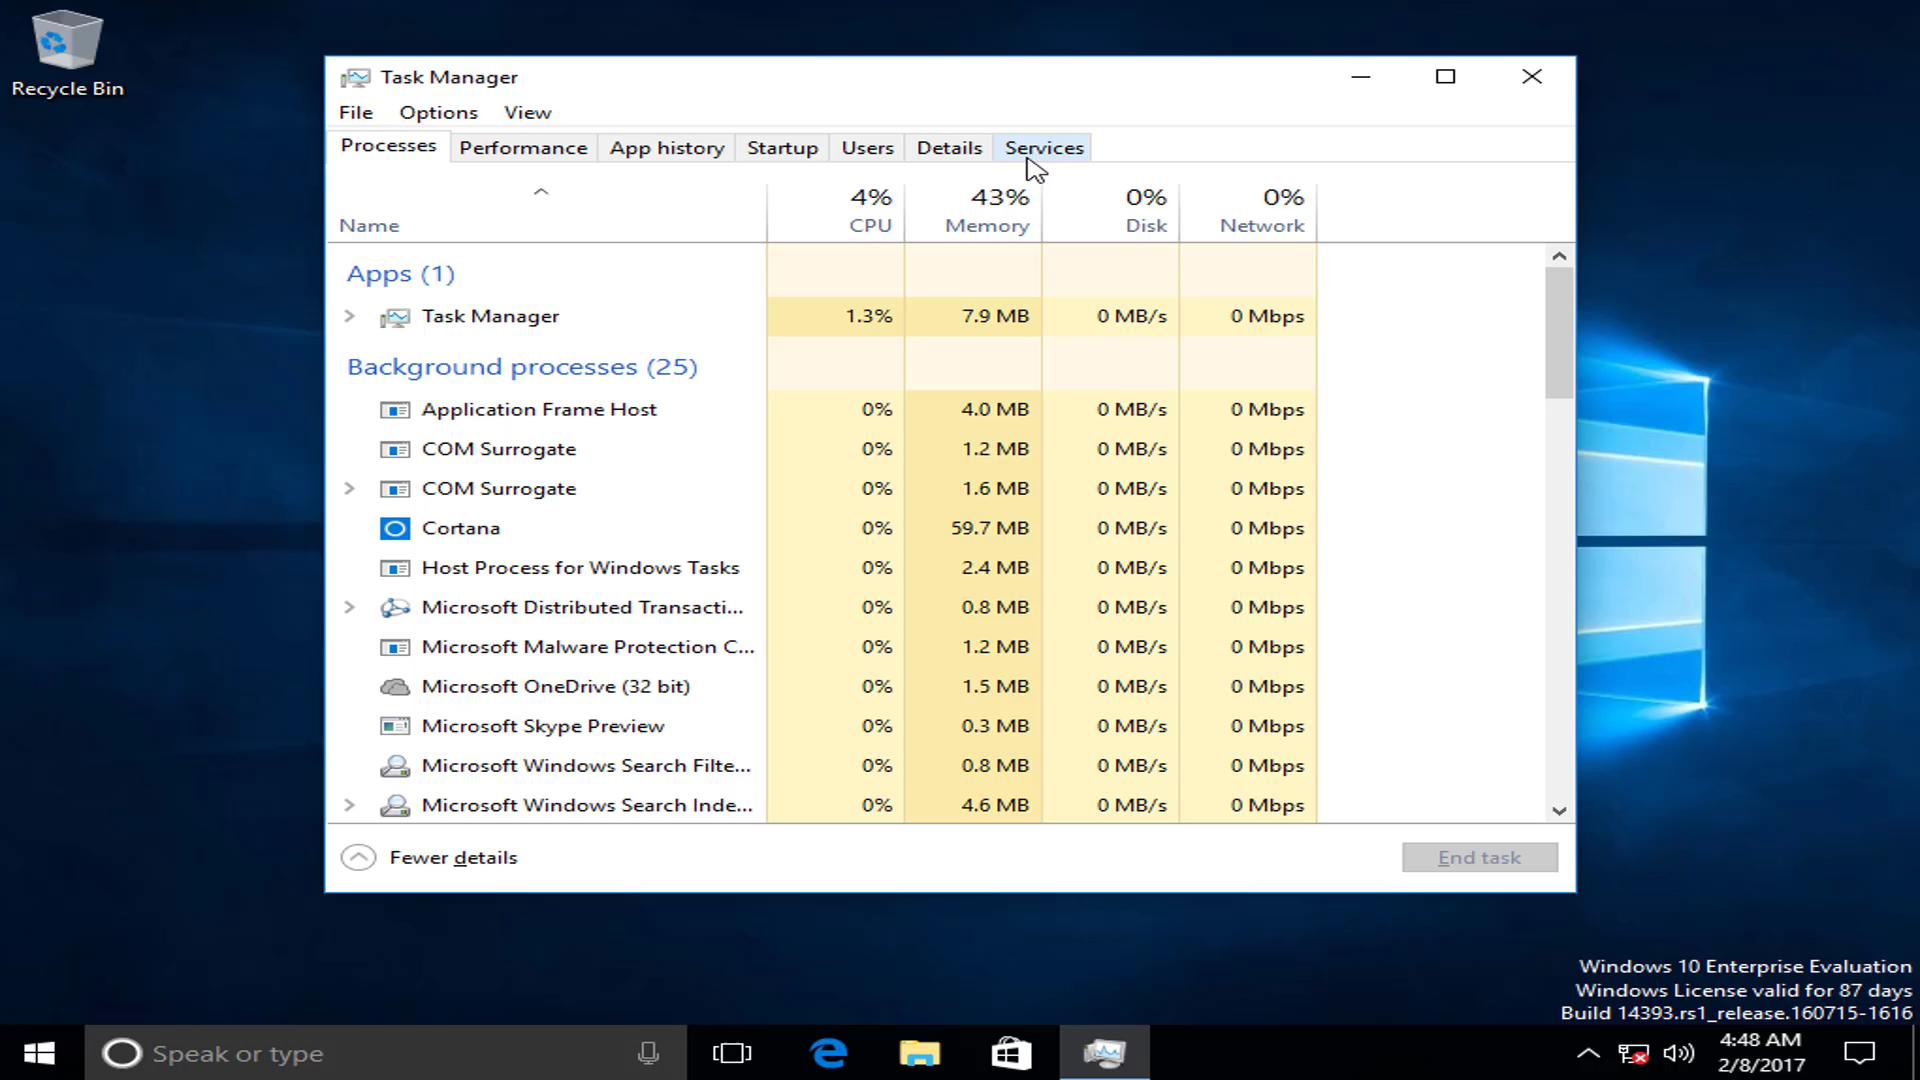 Recycle Bin
Task Manager
File Options View
Processes Performance App history Startup Users Details Services
4% 43% 0% 0%
Name CPU Memory Disk Network
Apps (1)
Task Manager 1.3% 7.9 MB 0 MB/s 0 Mbps
Background processes (25)
Application Frame Host 0% 4.0 MB 0 MB/s 0 Mbps
COM Surrogate 0% 1.2 MB 0 MB/s 0 Mbps
COM Surrogate 0% 1.6 MB 0 MB/s 0 Mbps
Cortana 0% 59.7 MB 0 MB/s 0 Mbps
Host Process for Windows Tasks 0% 2.4 MB 0 MB/s 0 Mbps
Microsoft Distributed Transacti... 0% 0.8 MB 0 MB/s 0 Mbps
Microsoft Malware Protection C... 0% 1.2 MB 0 MB/s 0 Mbps
Microsoft OneDrive (32 bit) 0% 1.5 MB 0 MB/s 0 Mbps
Microsoft Skype Preview 0% 0.3 MB 0 MB/s 0 Mbps
Microsoft Windows Search Filte... 0% 0.8 MB 0 MB/s 0 Mbps
Microsoft Windows Search Inde... 0% 4.6 MB 0 MB/s 0 Mbps
Fewer details End task
Windows 10 Enterprise Evaluation
Windows License valid for 87 days
Build 14393.rs1_release.160715-1616
Speak or type
4:48 AM
2/8/2017